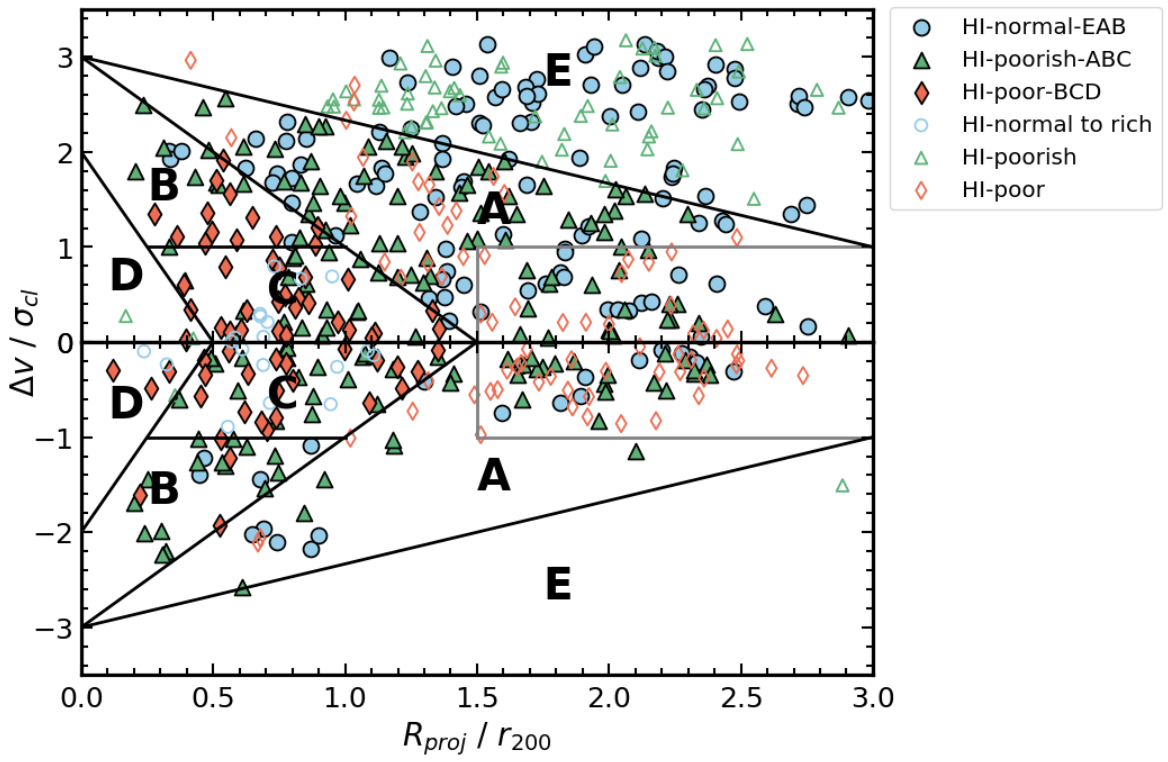 3
2
1
0
−1
−2
−3
Δv / σcl
0.0 0.5 1.0 1.5 2.0 2.5 3.0
Rproj / r200
E
A
B
D
C
D
C
B
A
E
HI-normal-EAB
HI-poorish-ABC
HI-poor-BCD
HI-normal to rich
HI-poorish
HI-poor